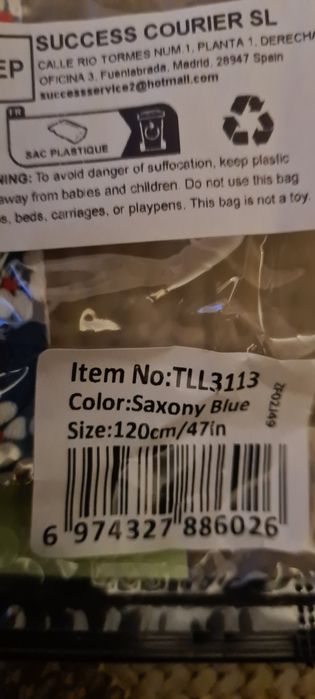 EP
SUCCESS COURIER SL
CALLE RIO TORMES NUM.1, PLANTA 1, DERECHA
OFICINA 3, Fuenlabrada, Madrid, 28947 Spain
successservice2@hotmail.com
FR
SAC PLASTIQUE
NING: To avoid danger of suffocation, keep plastic
away from babies and children. Do not use this bag
s, beds, carriages, or playpens. This bag is not a toy.
Item No:TLL3113
Color:Saxony Blue
Size:120cm/47in
6 974327 886026